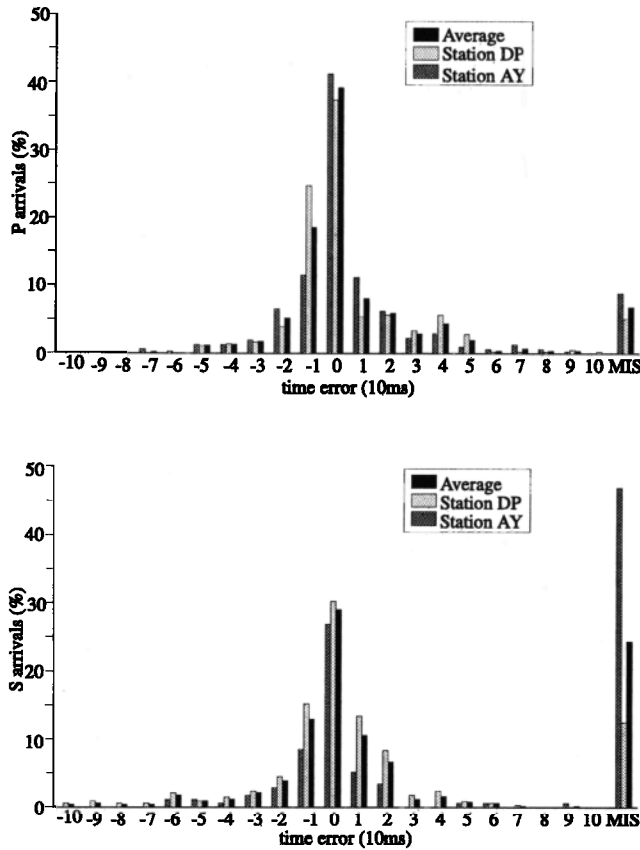 50
Average
Station DP
Station AY
40
30
P arrivals (%)
20
10
0
-10 -9 -8 -7 -6 -5 -4 -3 -2 -1 0 1 2 3 4 5 6 7 8 9 10 MIS
time error (10ms)
50
Average
Station DP
Station AY
40
30
S arrivals (%)
20
10
0
-10 -9 -8 -7 -6 -5 -4 -3 -2 -1 0 1 2 3 4 5 6 7 8 9 10 MIS
time error (10ms)